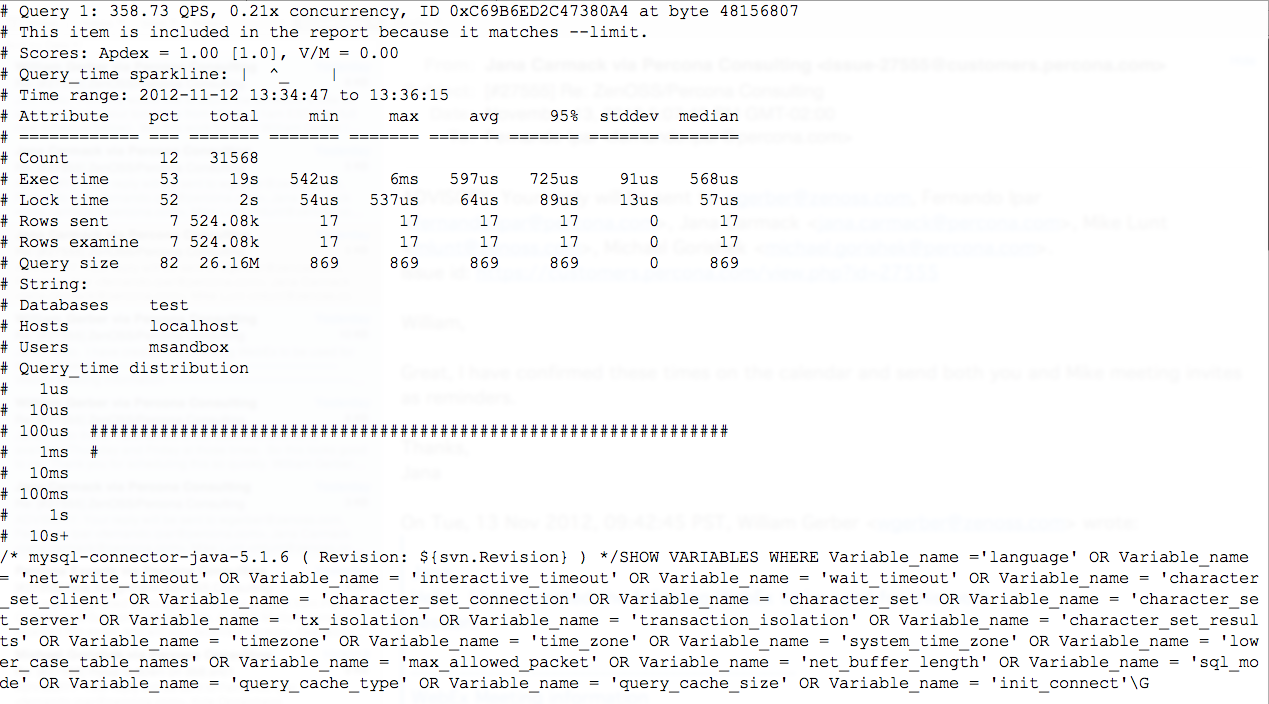 # Query 1: 358.73 QPS, 0.21x concurrency, ID 0xC69B6ED2C47380A4 at byte 48156807
# This item is included in the report because it matches --limit.
# Scores: Apdex = 1.00 [1.0], V/M = 0.00
# Query_time sparkline: |  ^_    |
# Time range: 2012-11-12 13:34:47 to 13:36:15
# Attribute    pct   total     min     max     avg     95%  stddev  median
# ============ === ======= ======= ======= ======= ======= ======= =======
# Count         12   31568
# Exec time     53     19s   542us     6ms   597us   725us    91us   568us
# Lock time     52      2s    54us   537us    64us    89us    13us    57us
# Rows sent      7 524.08k      17      17      17      17       0      17
# Rows examine   7 524.08k      17      17      17      17       0      17
# Query size    82  26.16M     869     869     869     869       0     869
# String:
# Databases    test
# Hosts        localhost
# Users        msandbox
# Query_time distribution
#   1us
#  10us
# 100us  ################################################################
#   1ms  #
#  10ms
# 100ms
#    1s
#  10s+
/* mysql-connector-java-5.1.6 ( Revision: ${svn.Revision} ) */SHOW VARIABLES WHERE Variable_name ='language' OR Variable_name
= 'net_write_timeout' OR Variable_name = 'interactive_timeout' OR Variable_name = 'wait_timeout' OR Variable_name = 'character
_set_client' OR Variable_name = 'character_set_connection' OR Variable_name = 'character_set' OR Variable_name = 'character_se
t_server' OR Variable_name = 'tx_isolation' OR Variable_name = 'transaction_isolation' OR Variable_name = 'character_set_resul
ts' OR Variable_name = 'timezone' OR Variable_name = 'time_zone' OR Variable_name = 'system_time_zone' OR Variable_name = 'low
er_case_table_names' OR Variable_name = 'max_allowed_packet' OR Variable_name = 'net_buffer_length' OR Variable_name = 'sql_mo
de' OR Variable_name = 'query_cache_type' OR Variable_name = 'query_cache_size' OR Variable_name = 'init_connect'\G